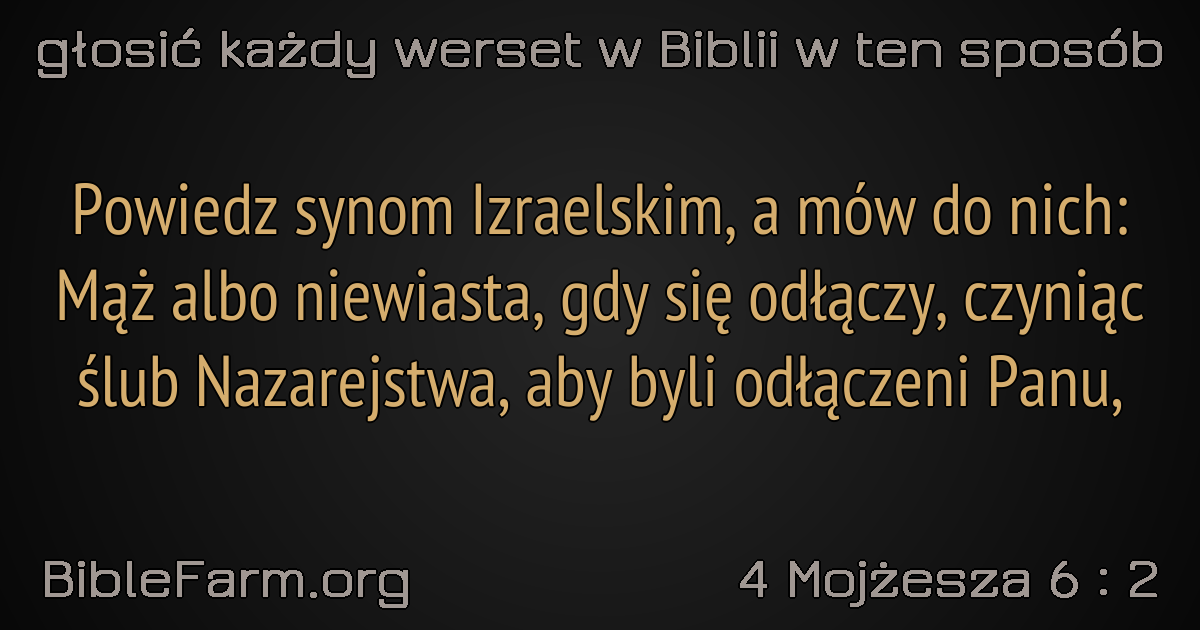 głosić każdy werset w Biblii w ten sposób
Powiedz synom Izraelskim, a mów do nich:
Mąż albo niewiasta, gdy się odłączy, czyniąc
ślub Nazarejstwa, aby byli odłączeni Panu,
BibleFarm.org
4 Mojżesza 6 : 2